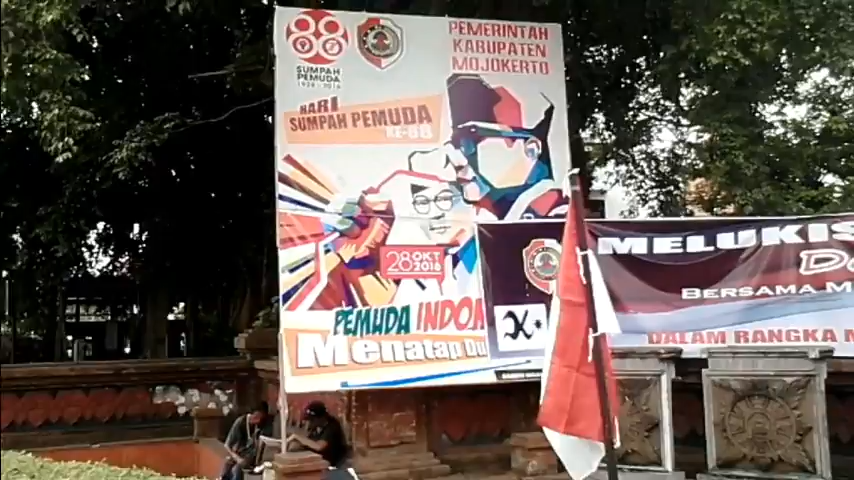 88
SUMPAH
PEMUDA
1928-2016
PEMERINTAH
KABUPATEN
MOJOKERTO
HARI
SUMPAH PEMUDA
KE-88
28 OKT
2016
PEMUDA INDO
Menatap Du
MELUKIS
BERSAMA M
DALAM RANGKA